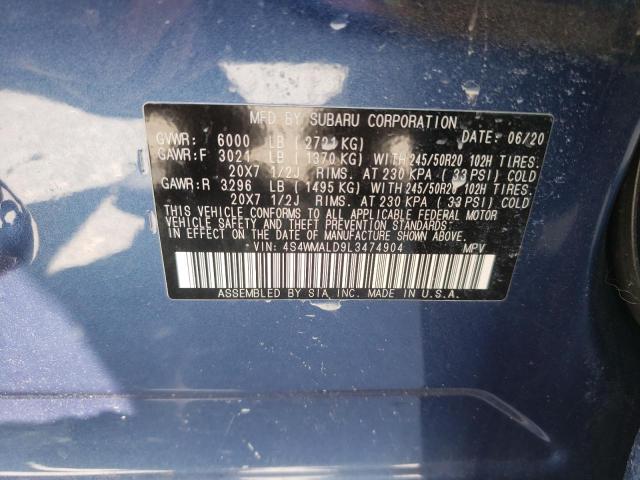 MFD BY SUBARU CORPORATION
GVWR: 6000 LB (2721 KG) DATE: 06/20
GAWR:F 3021 LB (1370 KG) WITH 245/50R20 102H TIRES.
20X7 1/2J RIMS. AT 230 KPA (33 PSI) COLD
GAWR:R 3296 LB (1495 KG) WITH 245/50R20 102H TIRES.
20X7 1/2J RIMS. AT 230 KPA (33 PSI) COLD
THIS VEHICLE CONFORMS TO ALL APPLICABLE FEDERAL MOTOR
VEHICLE SAFETY AND THEFT PREVENTION STANDARDS
IN EFFECT ON THE DATE OF MANUFACTURE SHOWN ABOVE.
VIN: 4S4WMALD9L3474904 MPV
ASSEMBLED BY SIA, INC. MADE IN U.S.A.